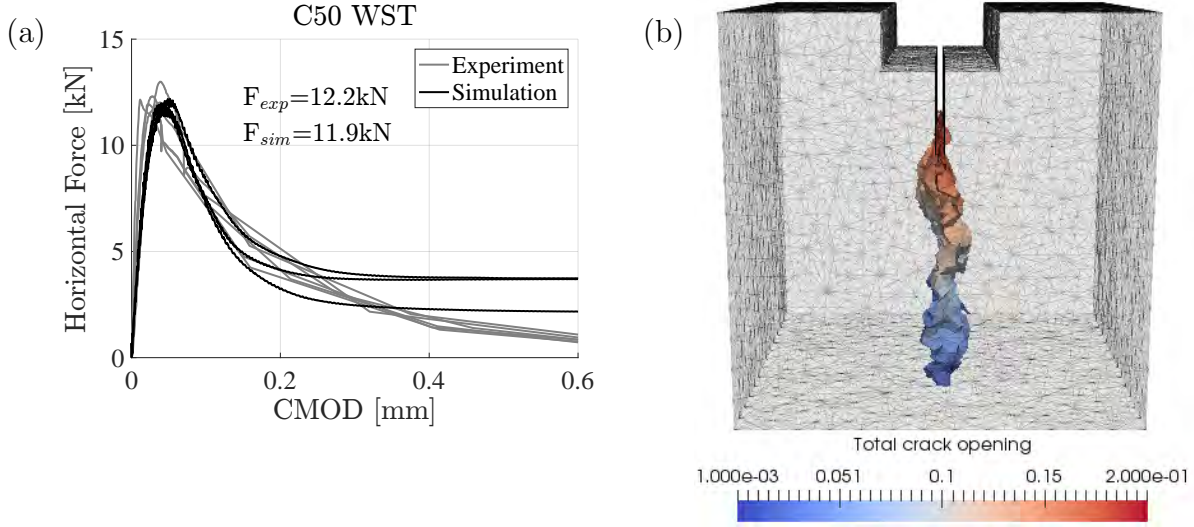 C50 WST
(a)
15
10
5
0
Horizontal Force [kN]
Experiment
Simulation
F_exp=12.2kN
F_sim=11.9kN
0 0.2 0.4 0.6
CMOD [mm]
(b)
Total crack opening
1.000e-03 0.051 0.1 0.15 2.000e-01